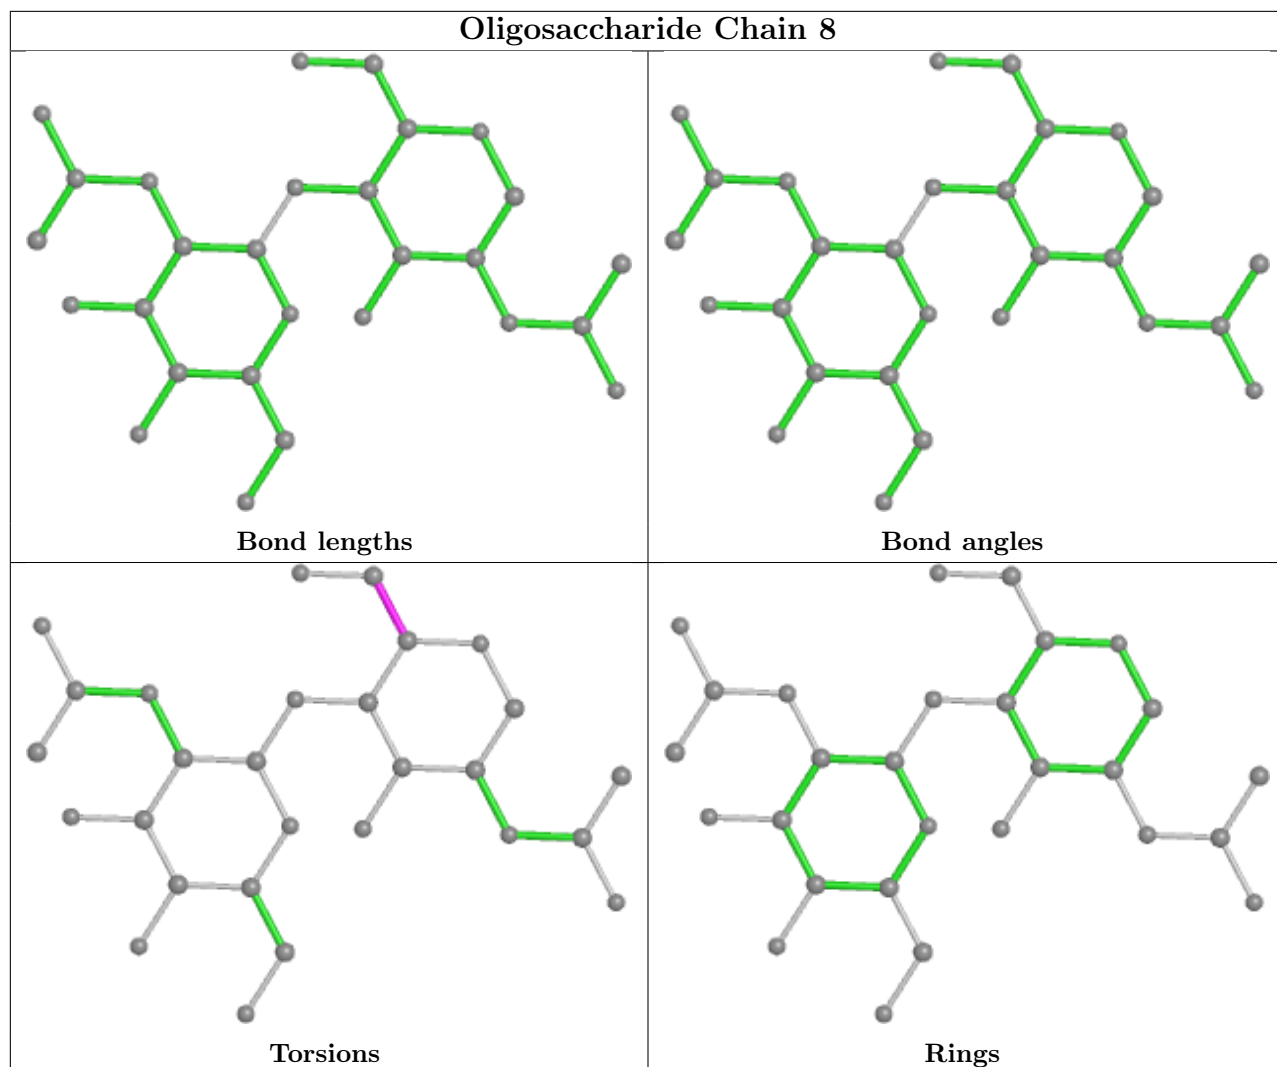 Oligosaccharide Chain 8
Bond lengths
Bond angles
Torsions
Rings